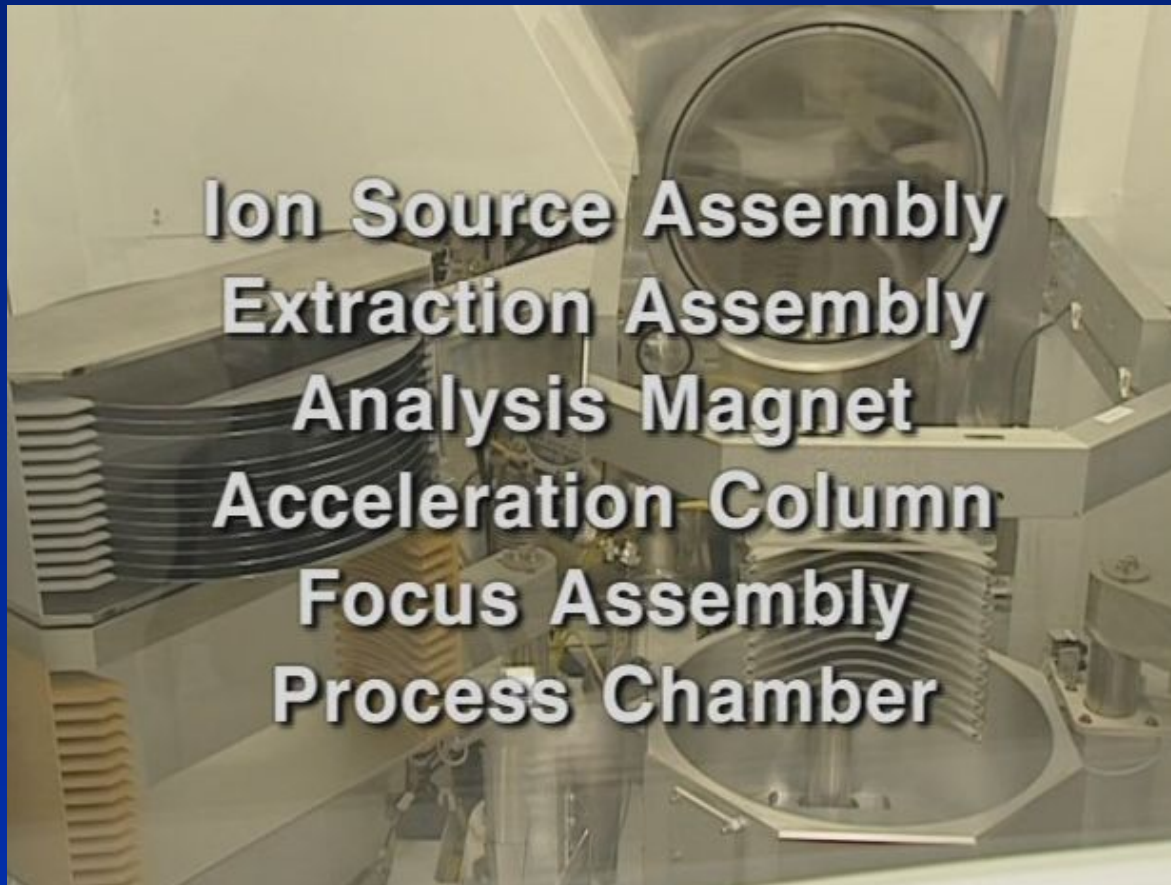 Ion Source Assembly
Extraction Assembly
Analysis Magnet
Acceleration Column
Focus Assembly
Process Chamber